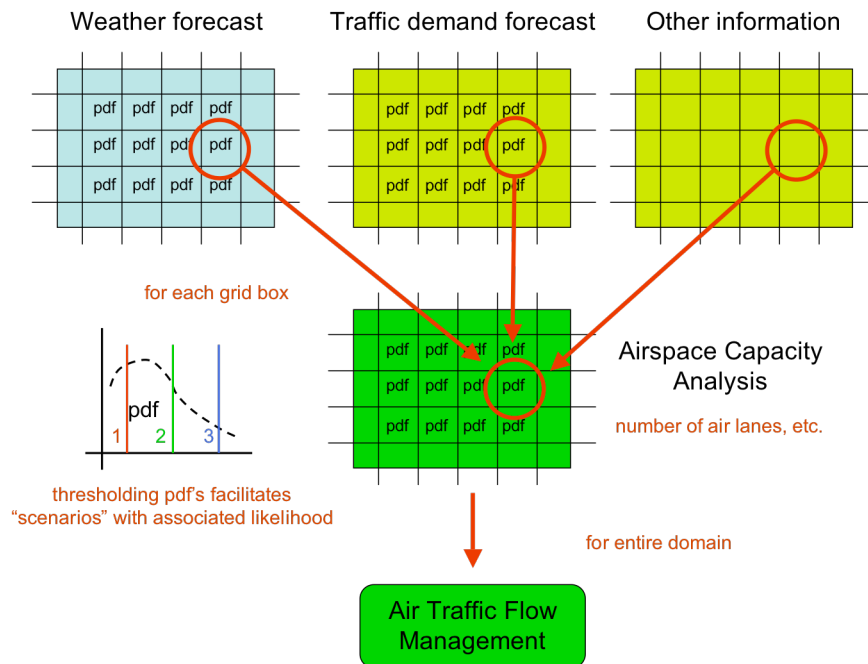 Weather forecast
Traffic demand forecast
Other information
pdf pdf pdf pdf
pdf pdf pdf pdf
pdf pdf pdf pdf
pdf pdf pdf pdf
pdf pdf pdf pdf
pdf pdf pdf pdf
for each grid box
pdf
1 2 3
thresholding pdf's facilitates
“scenarios” with associated likelihood
pdf pdf pdf pdf
pdf pdf pdf pdf
pdf pdf pdf pdf
Airspace Capacity
Analysis
number of air lanes, etc.
for entire domain
Air Traffic Flow
Management